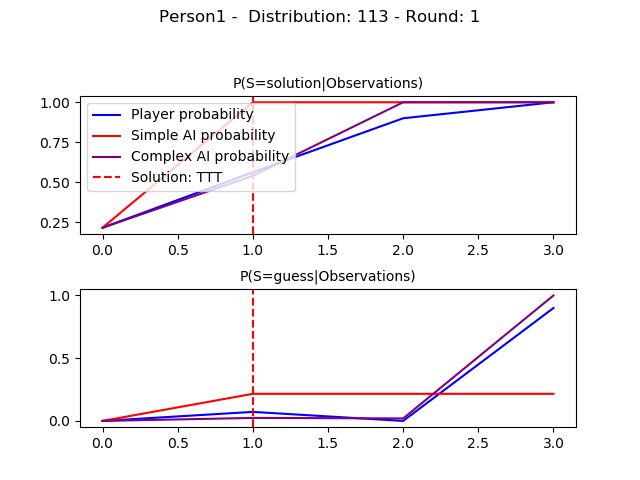 Person1 -  Distribution: 113 - Round: 1
P(S=solution|Observations)
1.00
0.75
0.50
0.25
Player probability
Simple AI probability
Complex AI probability
Solution: TTT
0.0 0.5 1.0 1.5 2.0 2.5 3.0
P(S=guess|Observations)
1.0
0.5
0.0
0.0 0.5 1.0 1.5 2.0 2.5 3.0